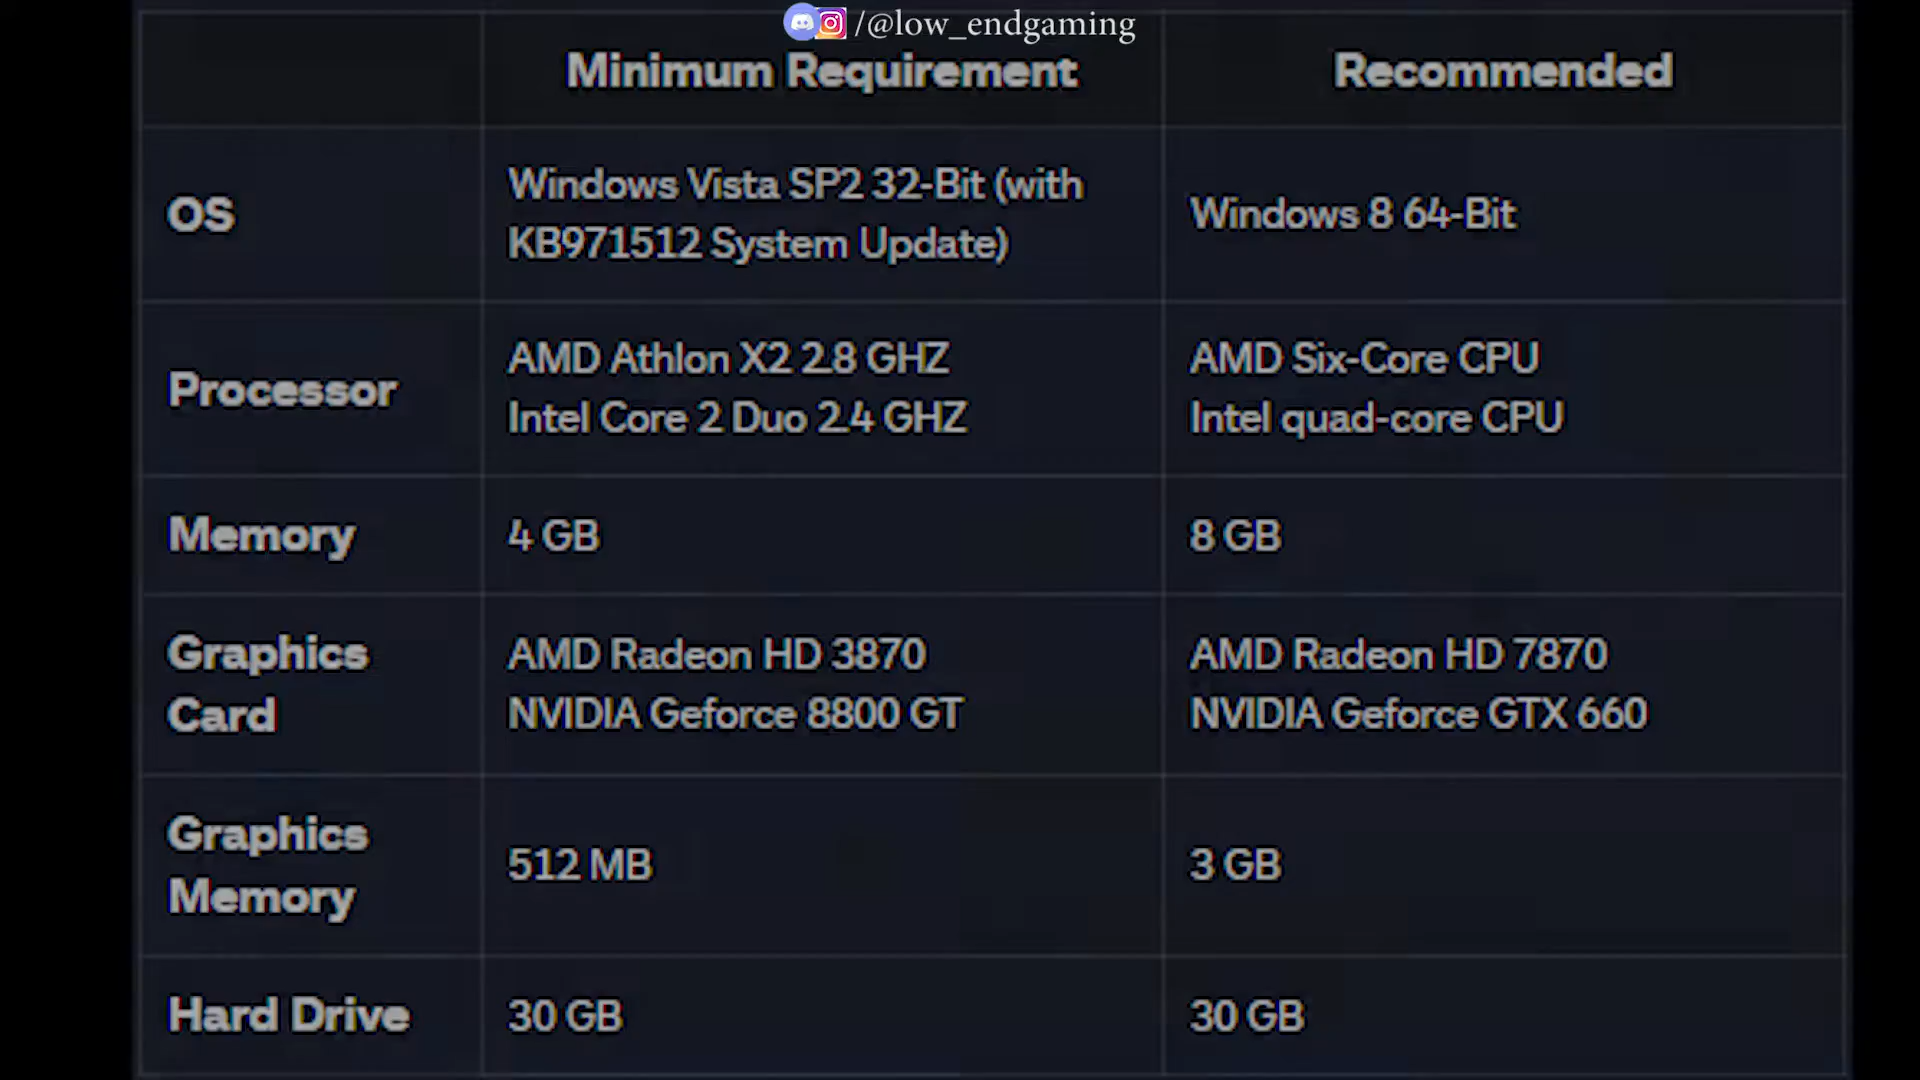 /@low_endgaming
Minimum Requirement
Recommended
OS
Windows Vista SP2 32-Bit (with
KB971512 System Update)
Windows 8 64-Bit
Processor
AMD Athlon X2 2.8 GHZ
Intel Core 2 Duo 2.4 GHZ
AMD Six-Core CPU
Intel quad-core CPU
Memory
4 GB
8 GB
Graphics
Card
AMD Radeon HD 3870
NVIDIA Geforce 8800 GT
AMD Radeon HD 7870
NVIDIA Geforce GTX 660
Graphics
Memory
512 MB
3 GB
Hard Drive
30 GB
30 GB